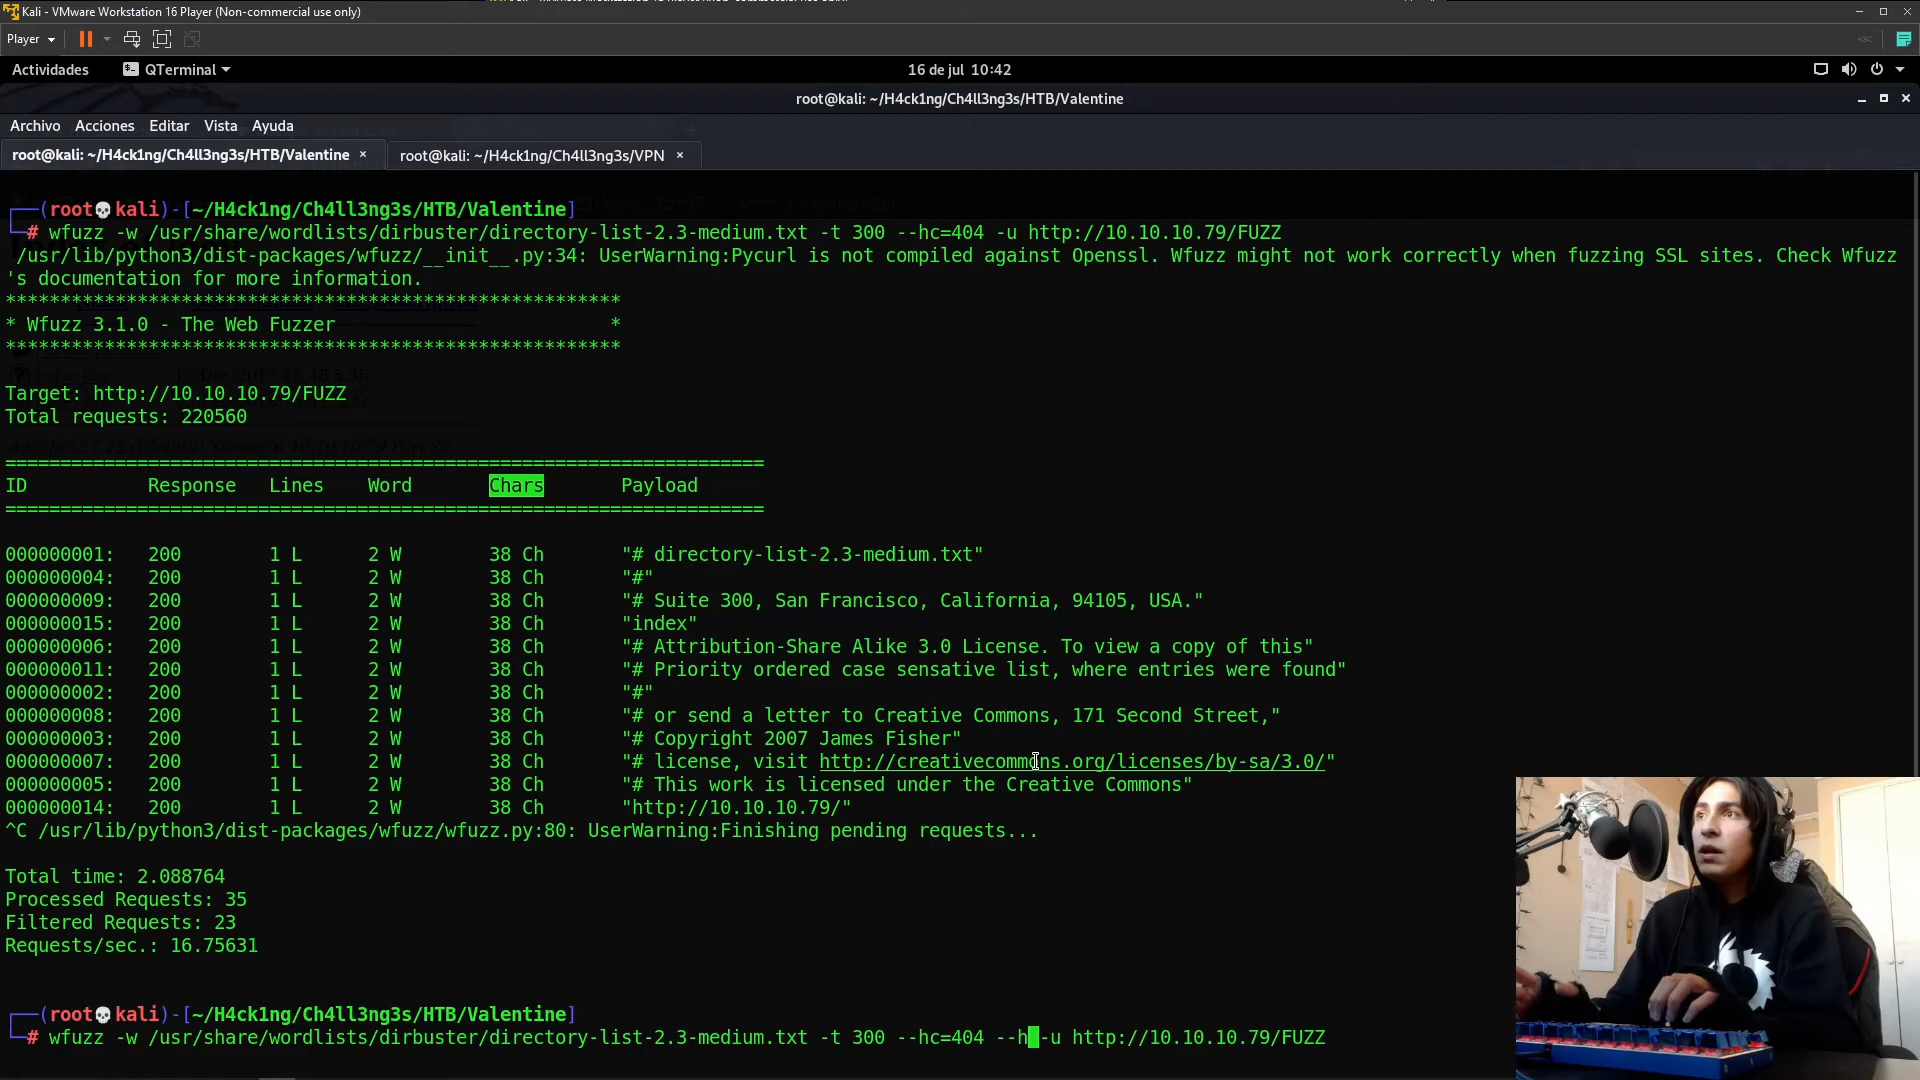 Kali - VMware Workstation 16 Player (Non-commercial use only)
Player
Actividades
QTerminal
16 de jul 10:42
root@kali: ~/H4ck1ng/Ch4ll3ng3s/HTB/Valentine
Archivo Acciones Editar Vista Ayuda
root@kali: ~/H4ck1ng/Ch4ll3ng3s/HTB/Valentine ×
root@kali: ~/H4ck1ng/Ch4ll3ng3s/VPN ×
┌──(root💀kali)-[~/H4ck1ng/Ch4ll3ng3s/HTB/Valentine]
└─# wfuzz -w /usr/share/wordlists/dirbuster/directory-list-2.3-medium.txt -t 300 --hc=404 -u http://10.10.10.79/FUZZ
/usr/lib/python3/dist-packages/wfuzz/__init__.py:34: UserWarning:Pycurl is not compiled against Openssl. Wfuzz might not work correctly when fuzzing SSL sites. Check Wfuzz
's documentation for more information.
********************************************************
* Wfuzz 3.1.0 - The Web Fuzzer                         *
********************************************************
Target: http://10.10.10.79/FUZZ
Total requests: 220560
=====================================================================
ID           Response   Lines    Word       Chars       Payload
=====================================================================
000000001:   200        1 L      2 W        38 Ch       "# directory-list-2.3-medium.txt"
000000004:   200        1 L      2 W        38 Ch       "#"
000000009:   200        1 L      2 W        38 Ch       "# Suite 300, San Francisco, California, 94105, USA."
000000015:   200        1 L      2 W        38 Ch       "index"
000000006:   200        1 L      2 W        38 Ch       "# Attribution-Share Alike 3.0 License. To view a copy of this"
000000011:   200        1 L      2 W        38 Ch       "# Priority ordered case sensative list, where entries were found"
000000002:   200        1 L      2 W        38 Ch       "#"
000000008:   200        1 L      2 W        38 Ch       "# or send a letter to Creative Commons, 171 Second Street,"
000000003:   200        1 L      2 W        38 Ch       "# Copyright 2007 James Fisher"
000000007:   200        1 L      2 W        38 Ch       "# license, visit http://creativecommons.org/licenses/by-sa/3.0/"
000000005:   200        1 L      2 W        38 Ch       "# This work is licensed under the Creative Commons"
000000014:   200        1 L      2 W        38 Ch       "http://10.10.10.79/"
^C /usr/lib/python3/dist-packages/wfuzz/wfuzz.py:80: UserWarning:Finishing pending requests...
Total time: 2.088764
Processed Requests: 35
Filtered Requests: 23
Requests/sec.: 16.75631
┌──(root💀kali)-[~/H4ck1ng/Ch4ll3ng3s/HTB/Valentine]
└─# wfuzz -w /usr/share/wordlists/dirbuster/directory-list-2.3-medium.txt -t 300 --hc=404 --h -u http://10.10.10.79/FUZZ